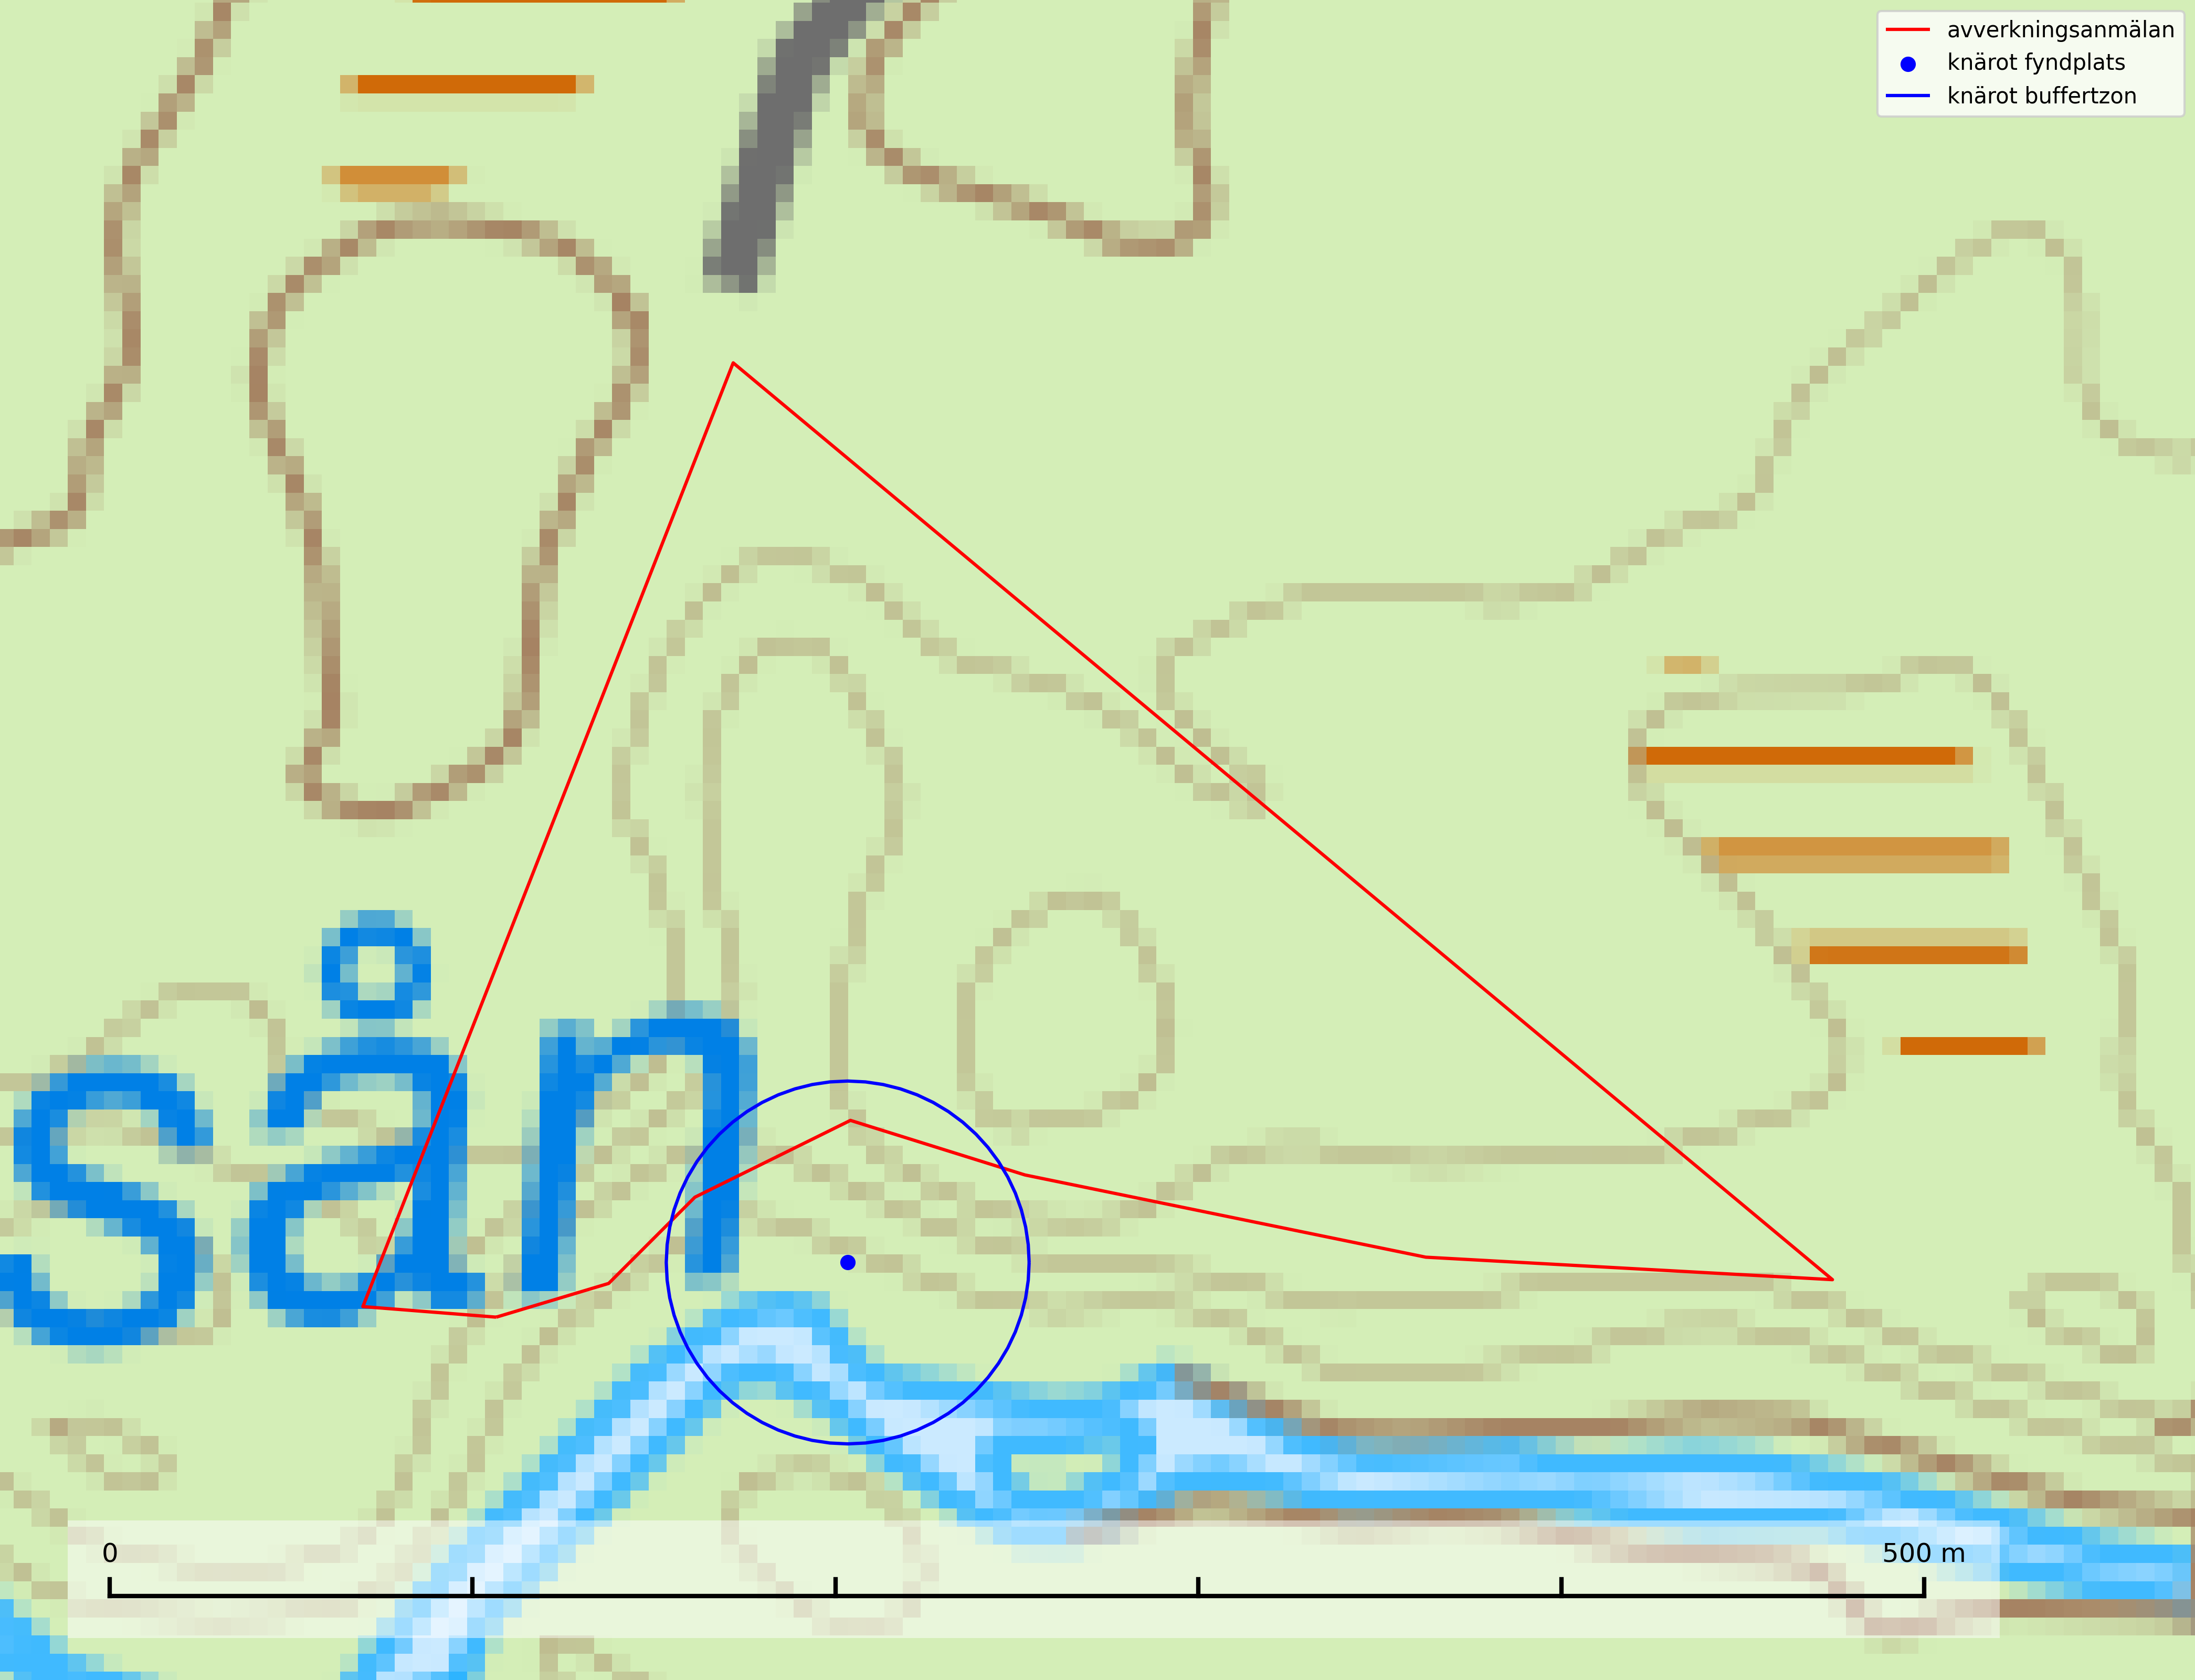 avverkningsanmälan
knärot fyndplats
knärot buffertzon
sån
0 500 m